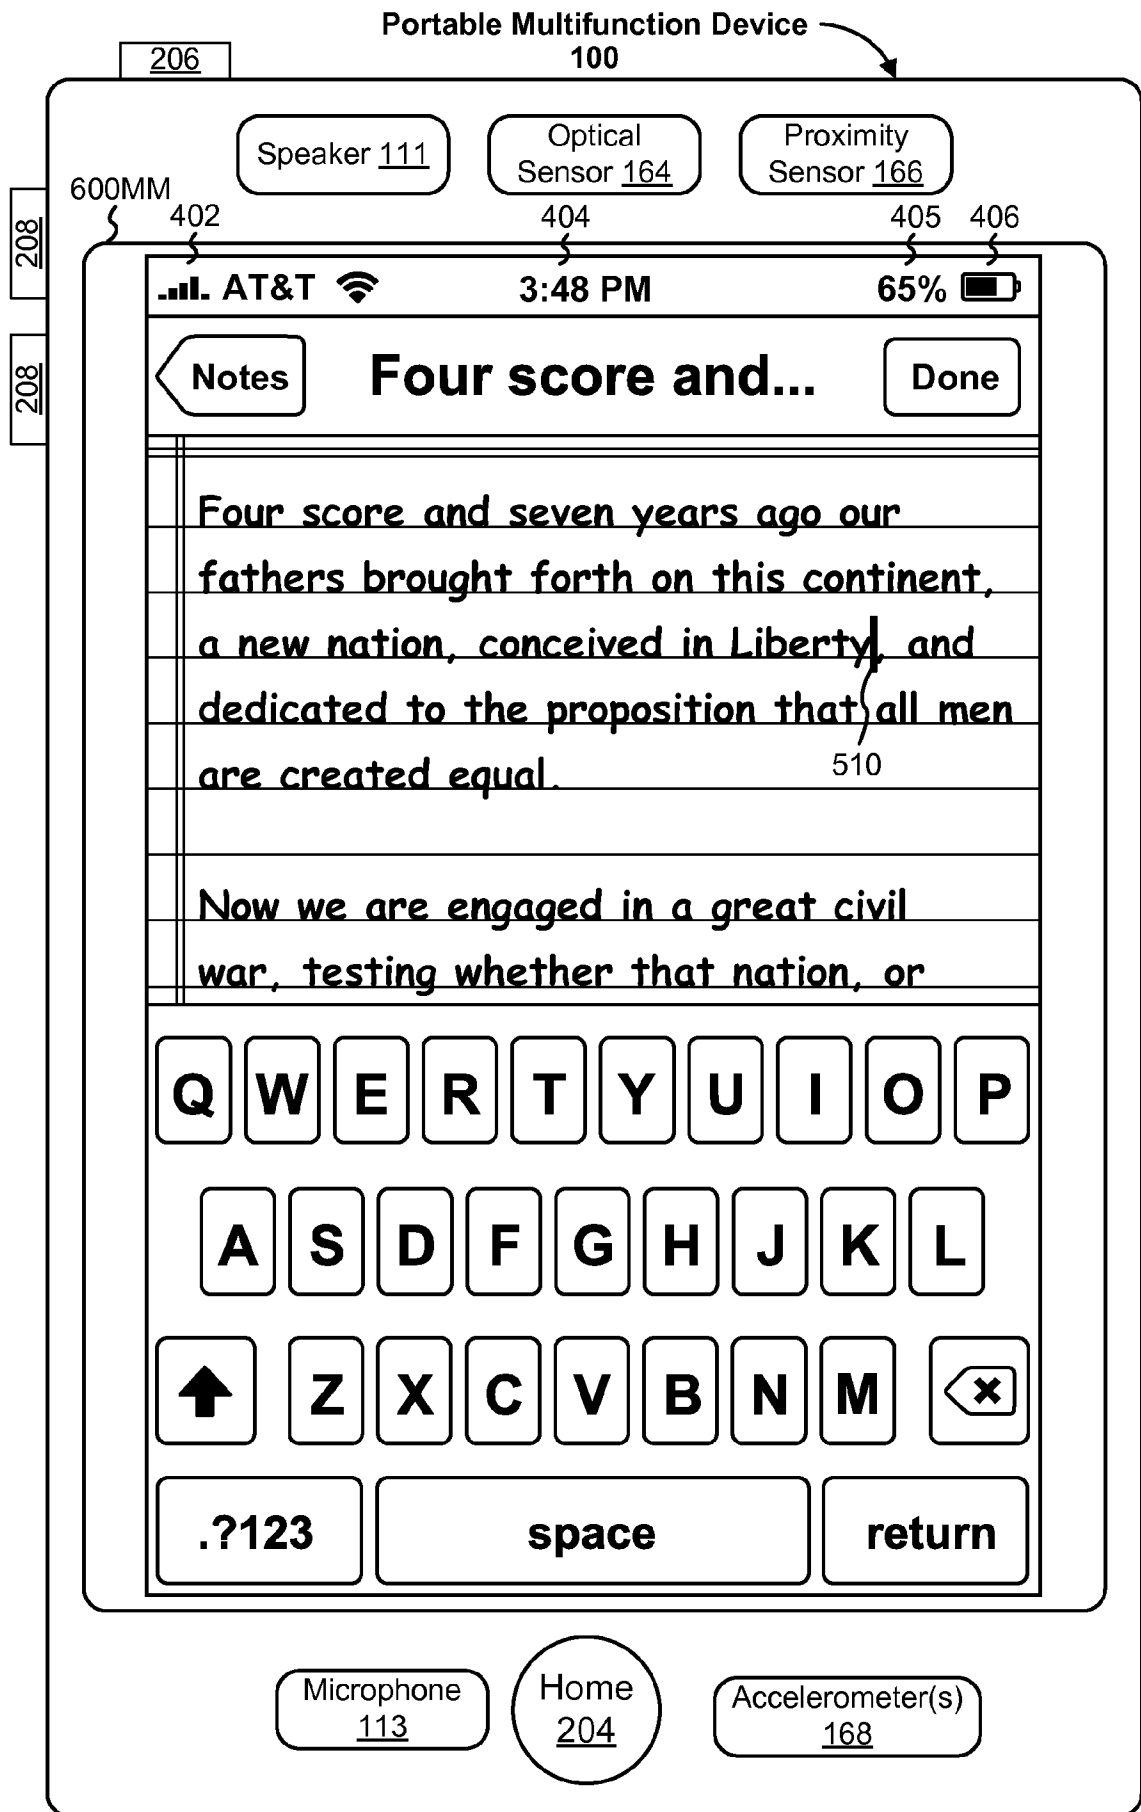 Portable Multifunction Device
100
206
Speaker 111
Optical
Sensor 164
Proximity
Sensor 166
600MM
402
404
405
406
208
208
AT&T 3:48 PM 65%
Notes Four score and... Done
Four score and seven years ago our
fathers brought forth on this continent,
a new nation, conceived in Liberty, and
dedicated to the proposition that all men
are created equal.
510
Now we are engaged in a great civil
war, testing whether that nation, or
Q W E R T Y U I O P
A S D F G H J K L
Z X C V B N M
.?123 space return
Microphone
113
Home
204
Accelerometer(s)
168